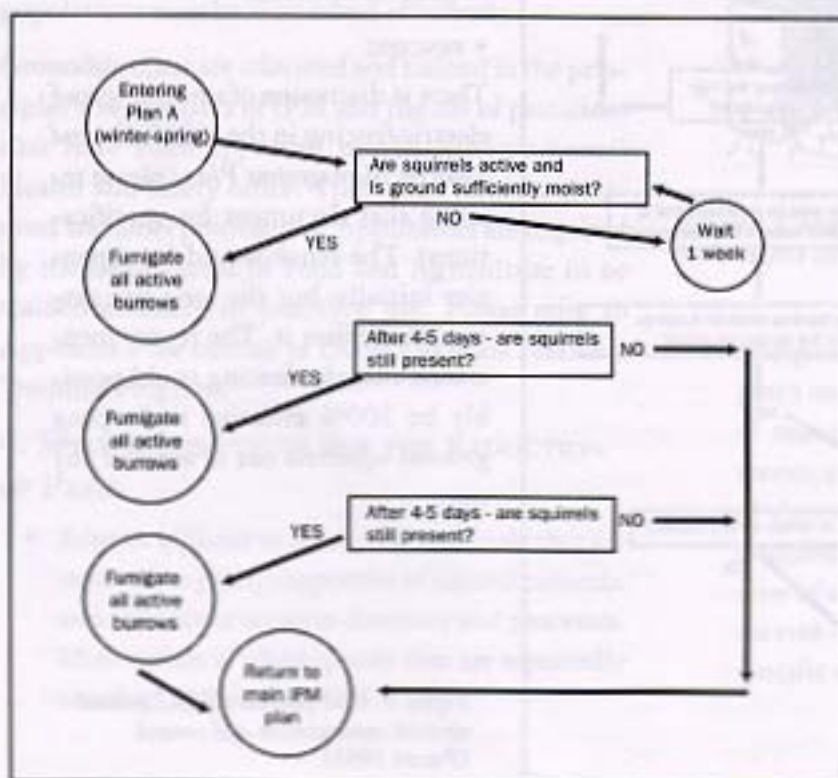 Entering
Plan A
(winter-spring)
Are squirrels active and
Is ground sufficiently moist?
YES
NO
Wait
1 week
Fumigate
all active
burrows
After 4-5 days - are squirrels
still present?
YES
NO
Fumigate
all active
burrows
After 4-5 days - are squirrels
still present?
YES
NO
Fumigate
all active
burrows
Return to
main IPM
plan